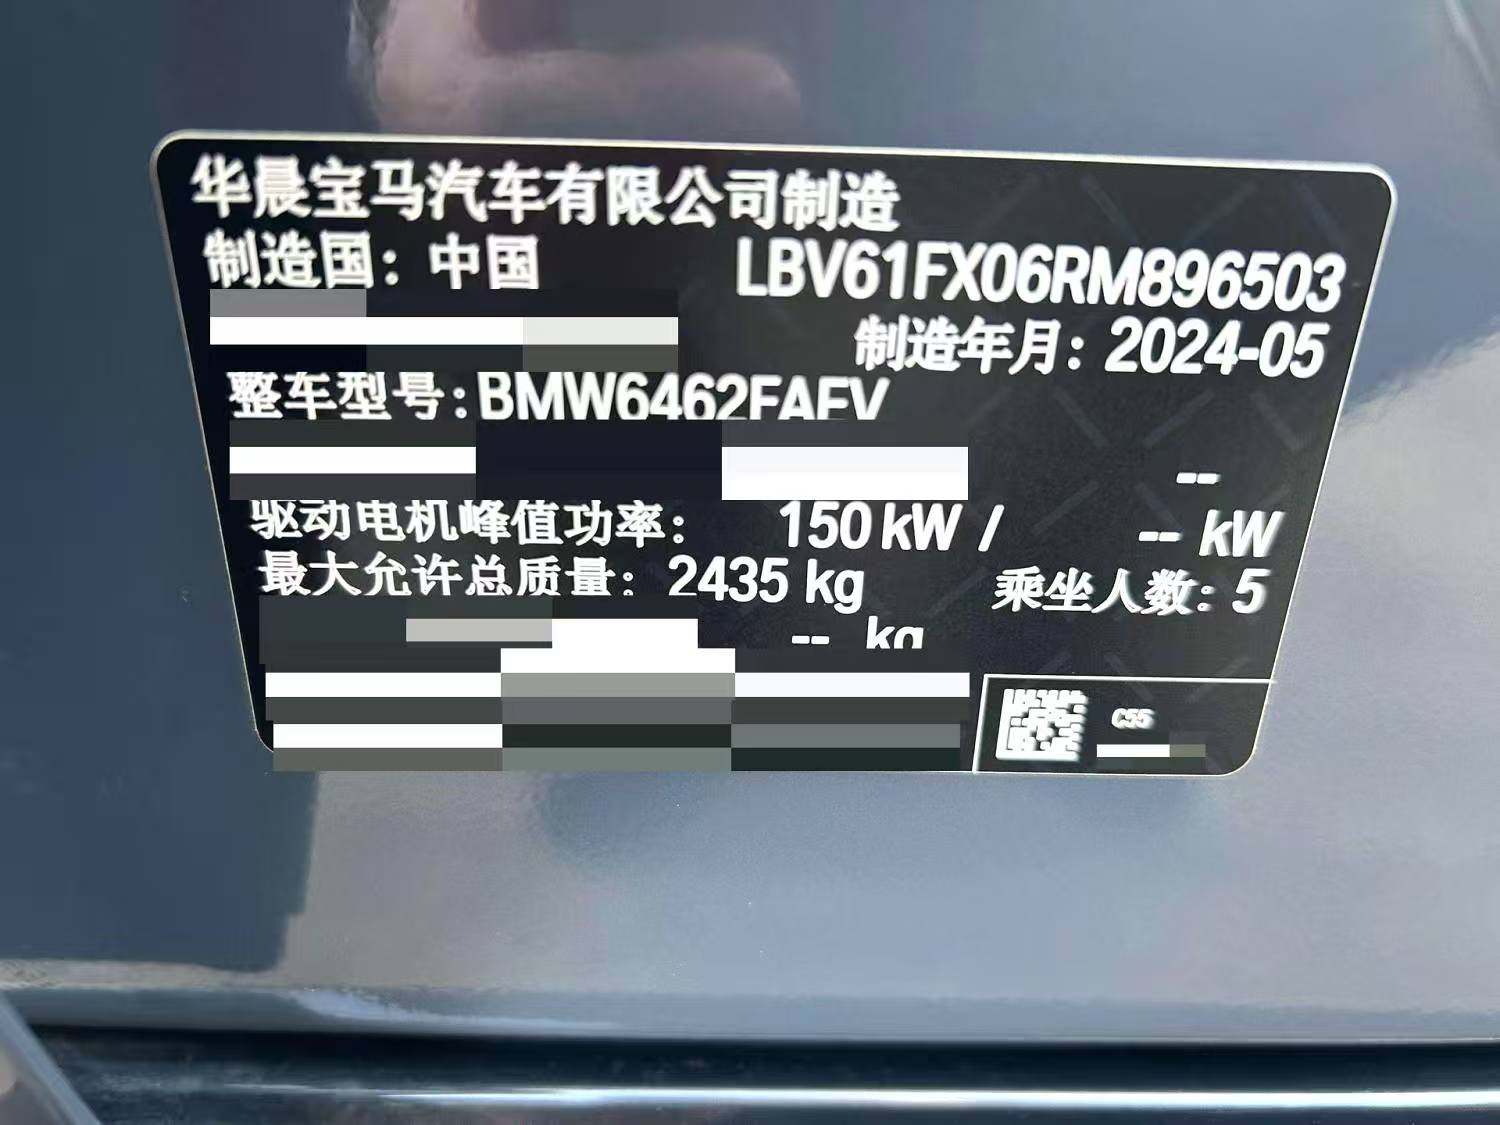 华晨宝马汽车有限公司制造
制造国：中国 LBV61FX06RM896503
制造年月：2024-05
整车型号：BMW6462FAEV
--
驱动电机峰值功率： 150 kW / -- kW
最大允许总质量：2435 kg 乘坐人数：5
-- kg
C55